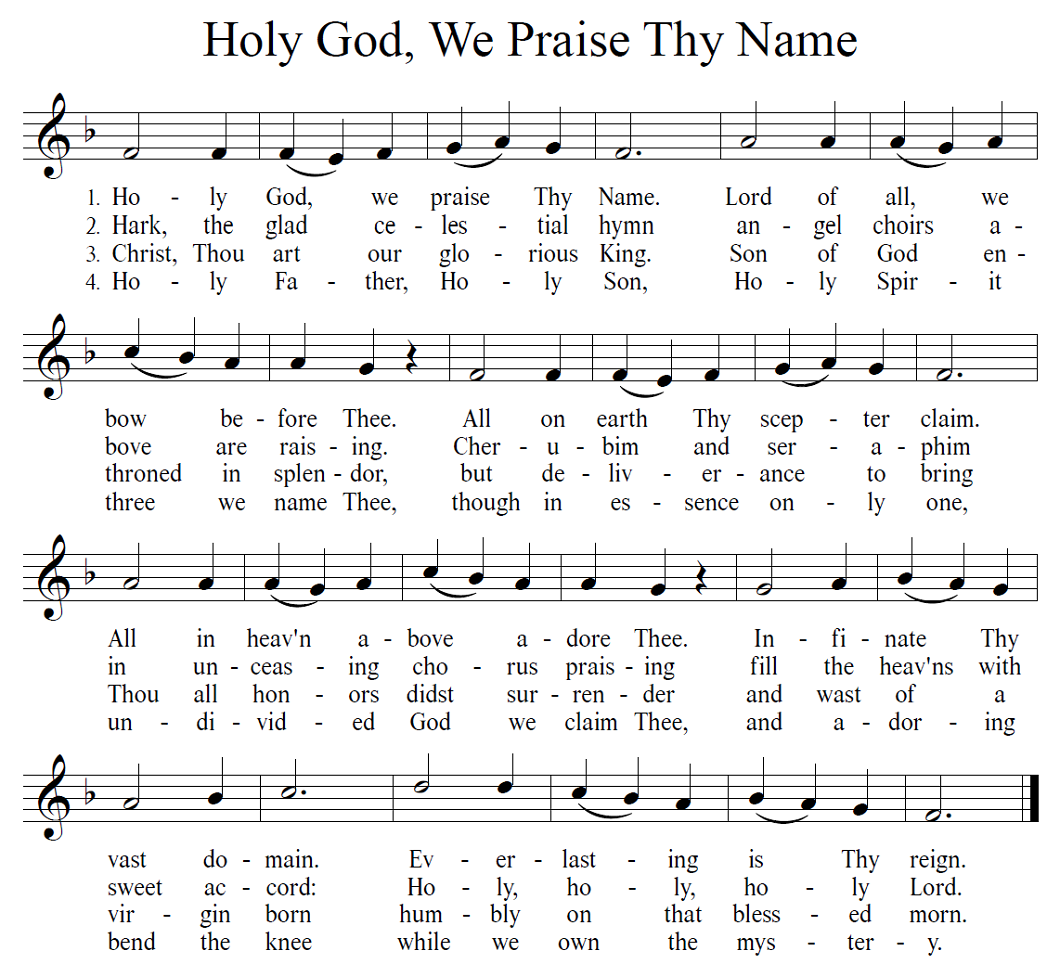 Holy God, We Praise Thy Name
1. Ho - ly God, we praise Thy Name. Lord of all, we
2. Hark, the glad ce - les - tial hymn an - gel choirs a -
3. Christ, Thou art our glo - rious King. Son of God en -
4. Ho - ly Fa - ther, Ho - ly Son, Ho - ly Spir - it
bow be - fore Thee. All on earth Thy scep - ter claim.
bove are rais - ing. Cher - u - bim and ser - a - phim
throned in splen - dor, but de - liv - er - ance to bring
three we name Thee, though in es - sence on - ly one,
All in heav'n a - bove a - dore Thee. In - fi - nate Thy
in un - ceas - ing cho - rus prais - ing fill the heav'ns with
Thou all hon - ors didst sur - ren - der and wast of a
un - di - vid - ed God we claim Thee, and a - dor - ing
vast do - main. Ev - er - last - ing is Thy reign.
sweet ac - cord: Ho - ly, ho - ly, ho - ly Lord.
vir - gin born hum - bly on that bless - ed morn.
bend the knee while we own the mys - ter - y.